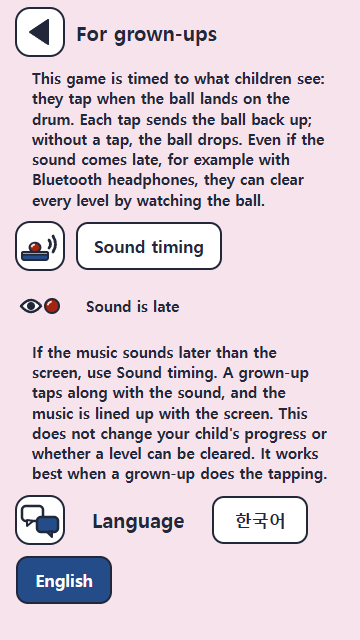 For grown-ups
This game is timed to what children see:
they tap when the ball lands on the
drum. Each tap sends the ball back up;
without a tap, the ball drops. Even if the
sound comes late, for example with
Bluetooth headphones, they can clear
every level by watching the ball.
Sound timing
Sound is late
If the music sounds later than the
screen, use Sound timing. A grown-up
taps along with the sound, and the
music is lined up with the screen. This
does not change your child's progress or
whether a level can be cleared. It works
best when a grown-up does the tapping.
Language
한국어
English